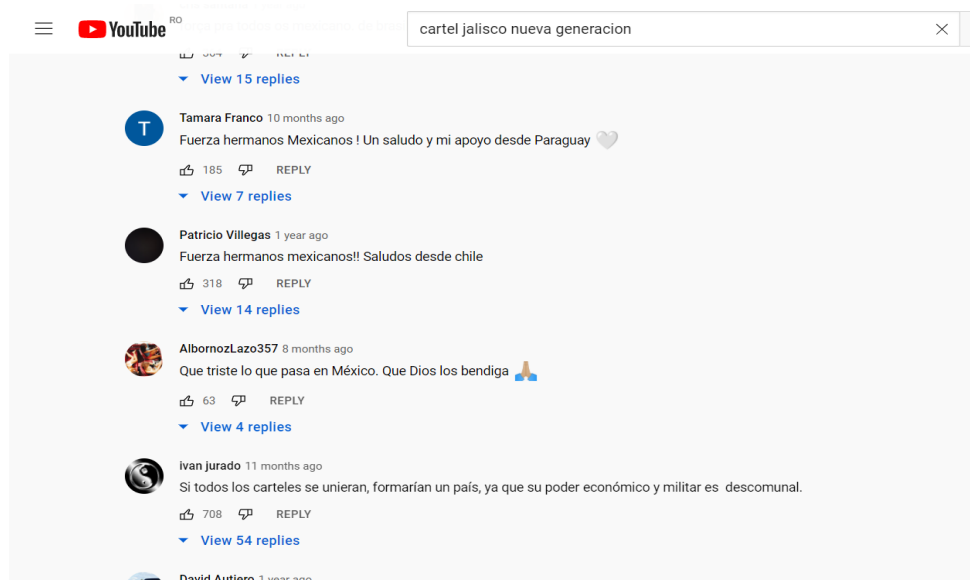 YouTube RO
cartel jalisco nueva generacion
REPLY
View 15 replies
Tamara Franco 10 months ago
Fuerza hermanos Mexicanos ! Un saludo y mi apoyo desde Paraguay 🤍
185 REPLY
View 7 replies
Patricio Villegas 1 year ago
Fuerza hermanos mexicanos!! Saludos desde chile
318 REPLY
View 14 replies
AlbornozLazo357 8 months ago
Que triste lo que pasa en México. Que Dios los bendiga 🙏🏼
63 REPLY
View 4 replies
ivan jurado 11 months ago
Si todos los carteles se unieran, formarían un país, ya que su poder económico y militar es descomunal.
708 REPLY
View 54 replies
David Autiero 1 year ago